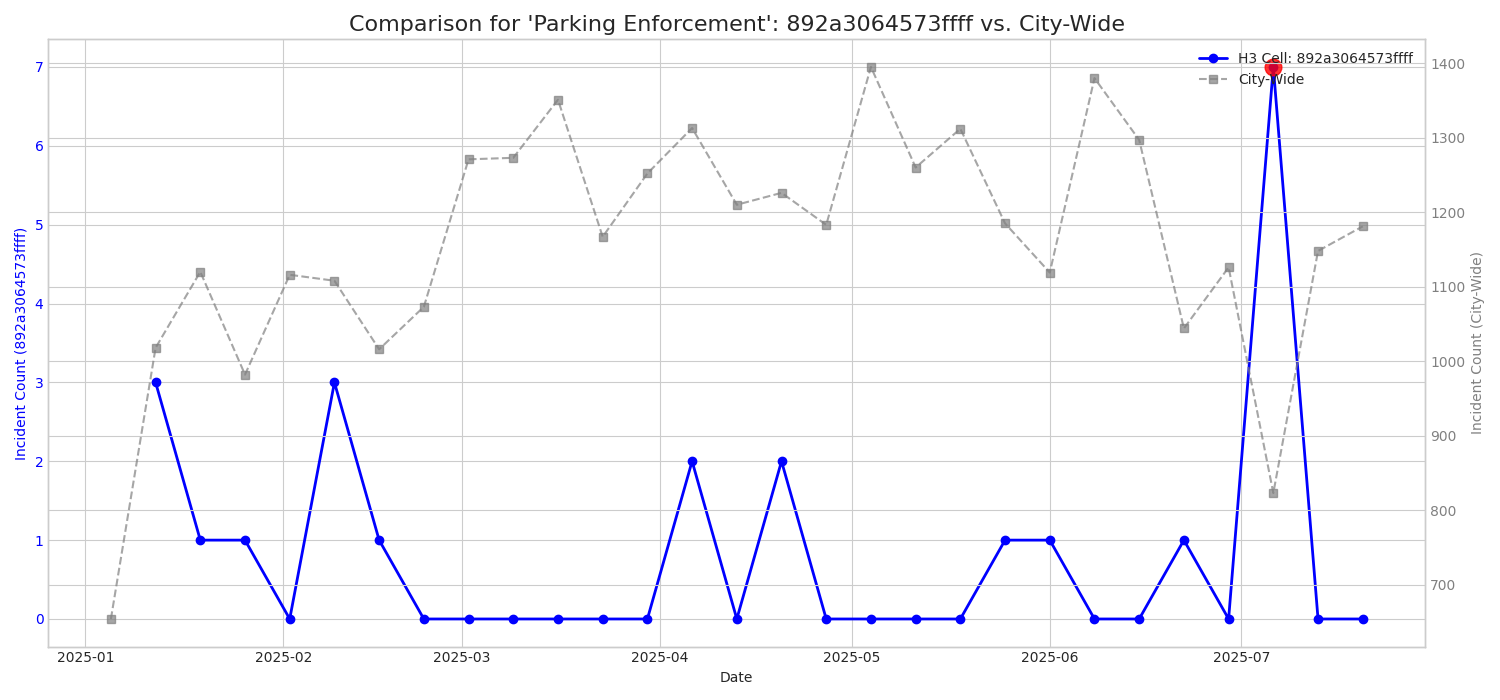 Comparison for 'Parking Enforcement': 892a3064573ffff vs. City-Wide
H3 Cell: 892a3064573ffff
City-Wide
Incident Count (892a3064573ffff)
7
6
5
4
3
2
1
0
1400
1300
1200
1100
1000
900
800
700
Incident Count (City-Wide)
2025-01 2025-02 2025-03 2025-04 2025-05 2025-06 2025-07
Date